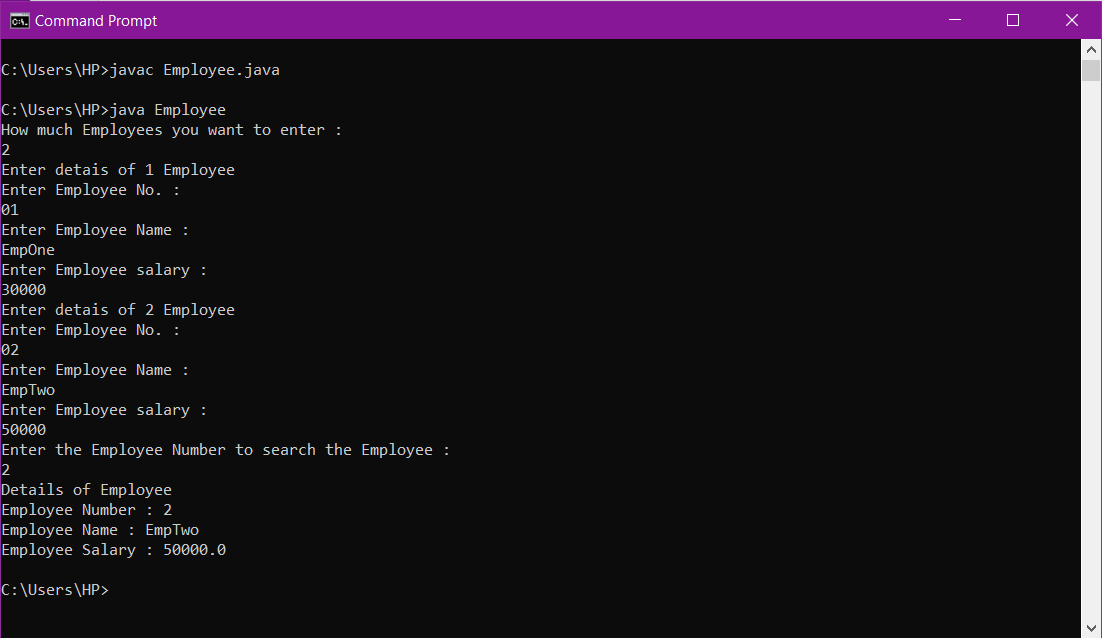 Command Prompt
C:\Users\HP>javac Employee.java
C:\Users\HP>java Employee
How much Employees you want to enter :
2
Enter detais of 1 Employee
Enter Employee No. :
01
Enter Employee Name :
EmpOne
Enter Employee salary :
30000
Enter detais of 2 Employee
Enter Employee No. :
02
Enter Employee Name :
EmpTwo
Enter Employee salary :
50000
Enter the Employee Number to search the Employee :
2
Details of Employee
Employee Number : 2
Employee Name : EmpTwo
Employee Salary : 50000.0
C:\Users\HP>